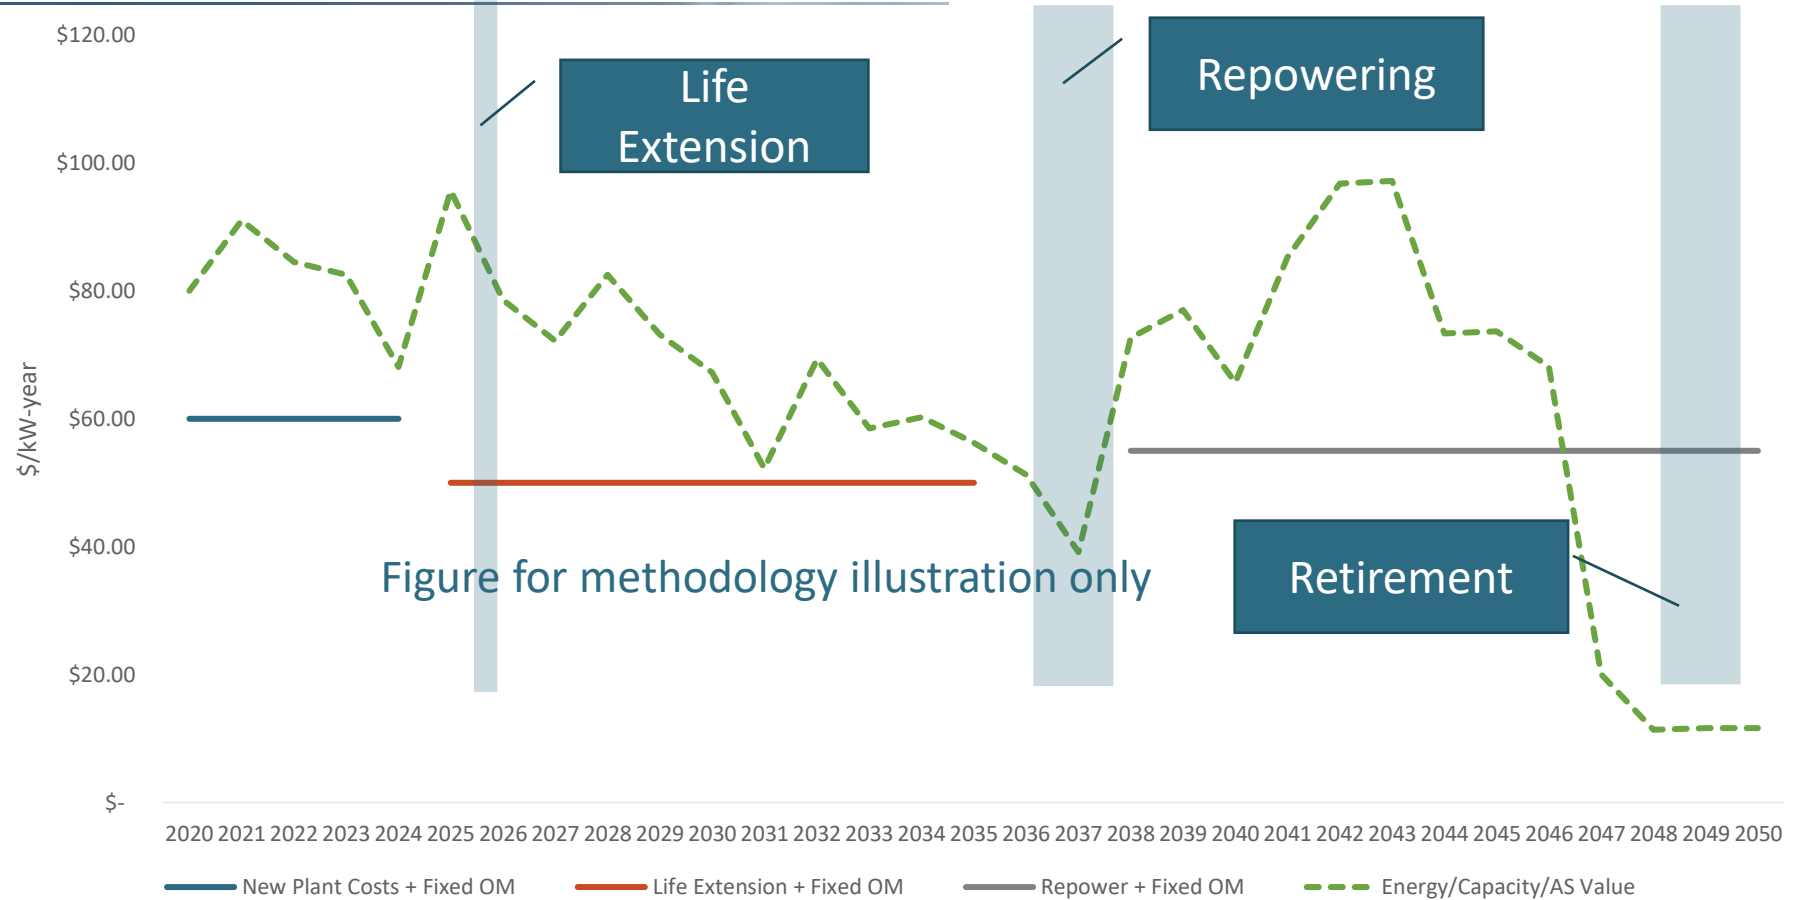 $120.00
$100.00
$80.00
$60.00
$40.00
$20.00
$-
$/kW-year
Life
Extension
Repowering
Figure for methodology illustration only
Retirement
2020 2021 2022 2023 2024 2025 2026 2027 2028 2029 2030 2031 2032 2033 2034 2035 2036 2037 2038 2039 2040 2041 2042 2043 2044 2045 2046 2047 2048 2049 2050
New Plant Costs + Fixed OM Life Extension + Fixed OM Repower + Fixed OM Energy/Capacity/AS Value